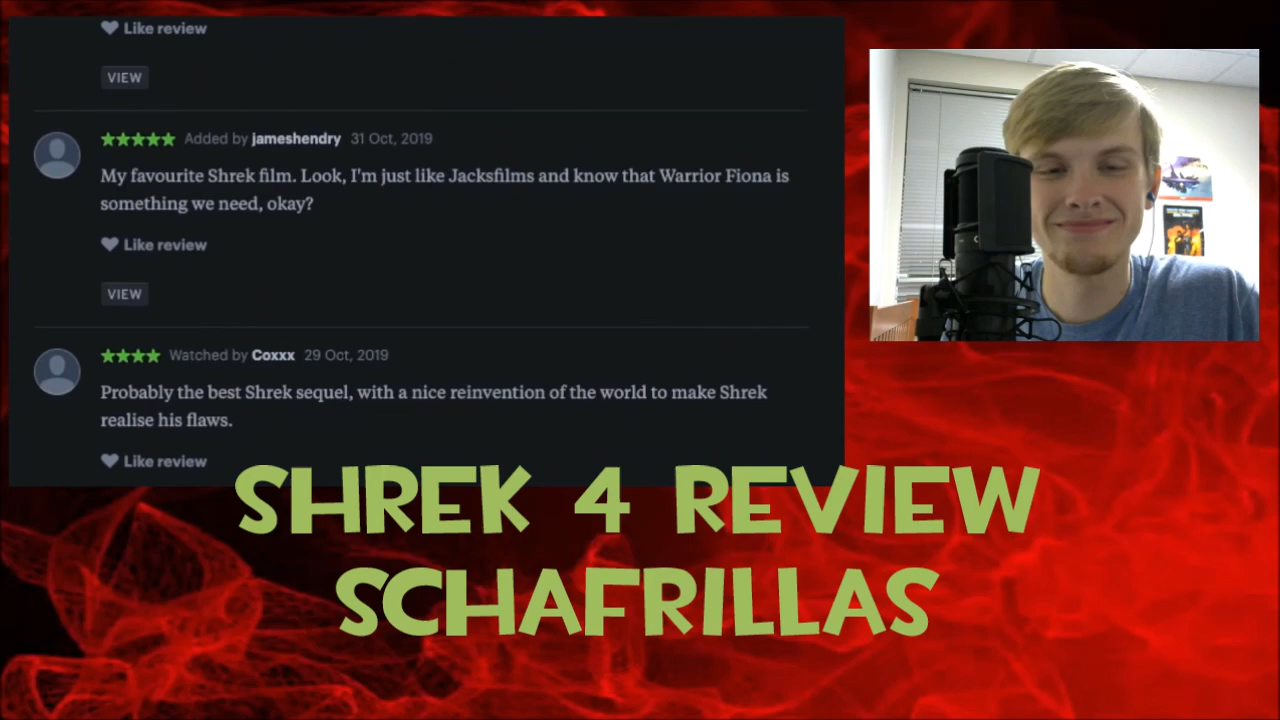 Like review
VIEW
★★★★★ Added by jameshendry 31 Oct, 2019
My favourite Shrek film. Look, I'm just like Jacksfilms and know that Warrior Fiona is
something we need, okay?
Like review
VIEW
★★★★ Watched by Coxxx 29 Oct, 2019
Probably the best Shrek sequel, with a nice reinvention of the world to make Shrek
realise his flaws.
Like review
SHREK 4 REVIEW
SCHAFRILLAS